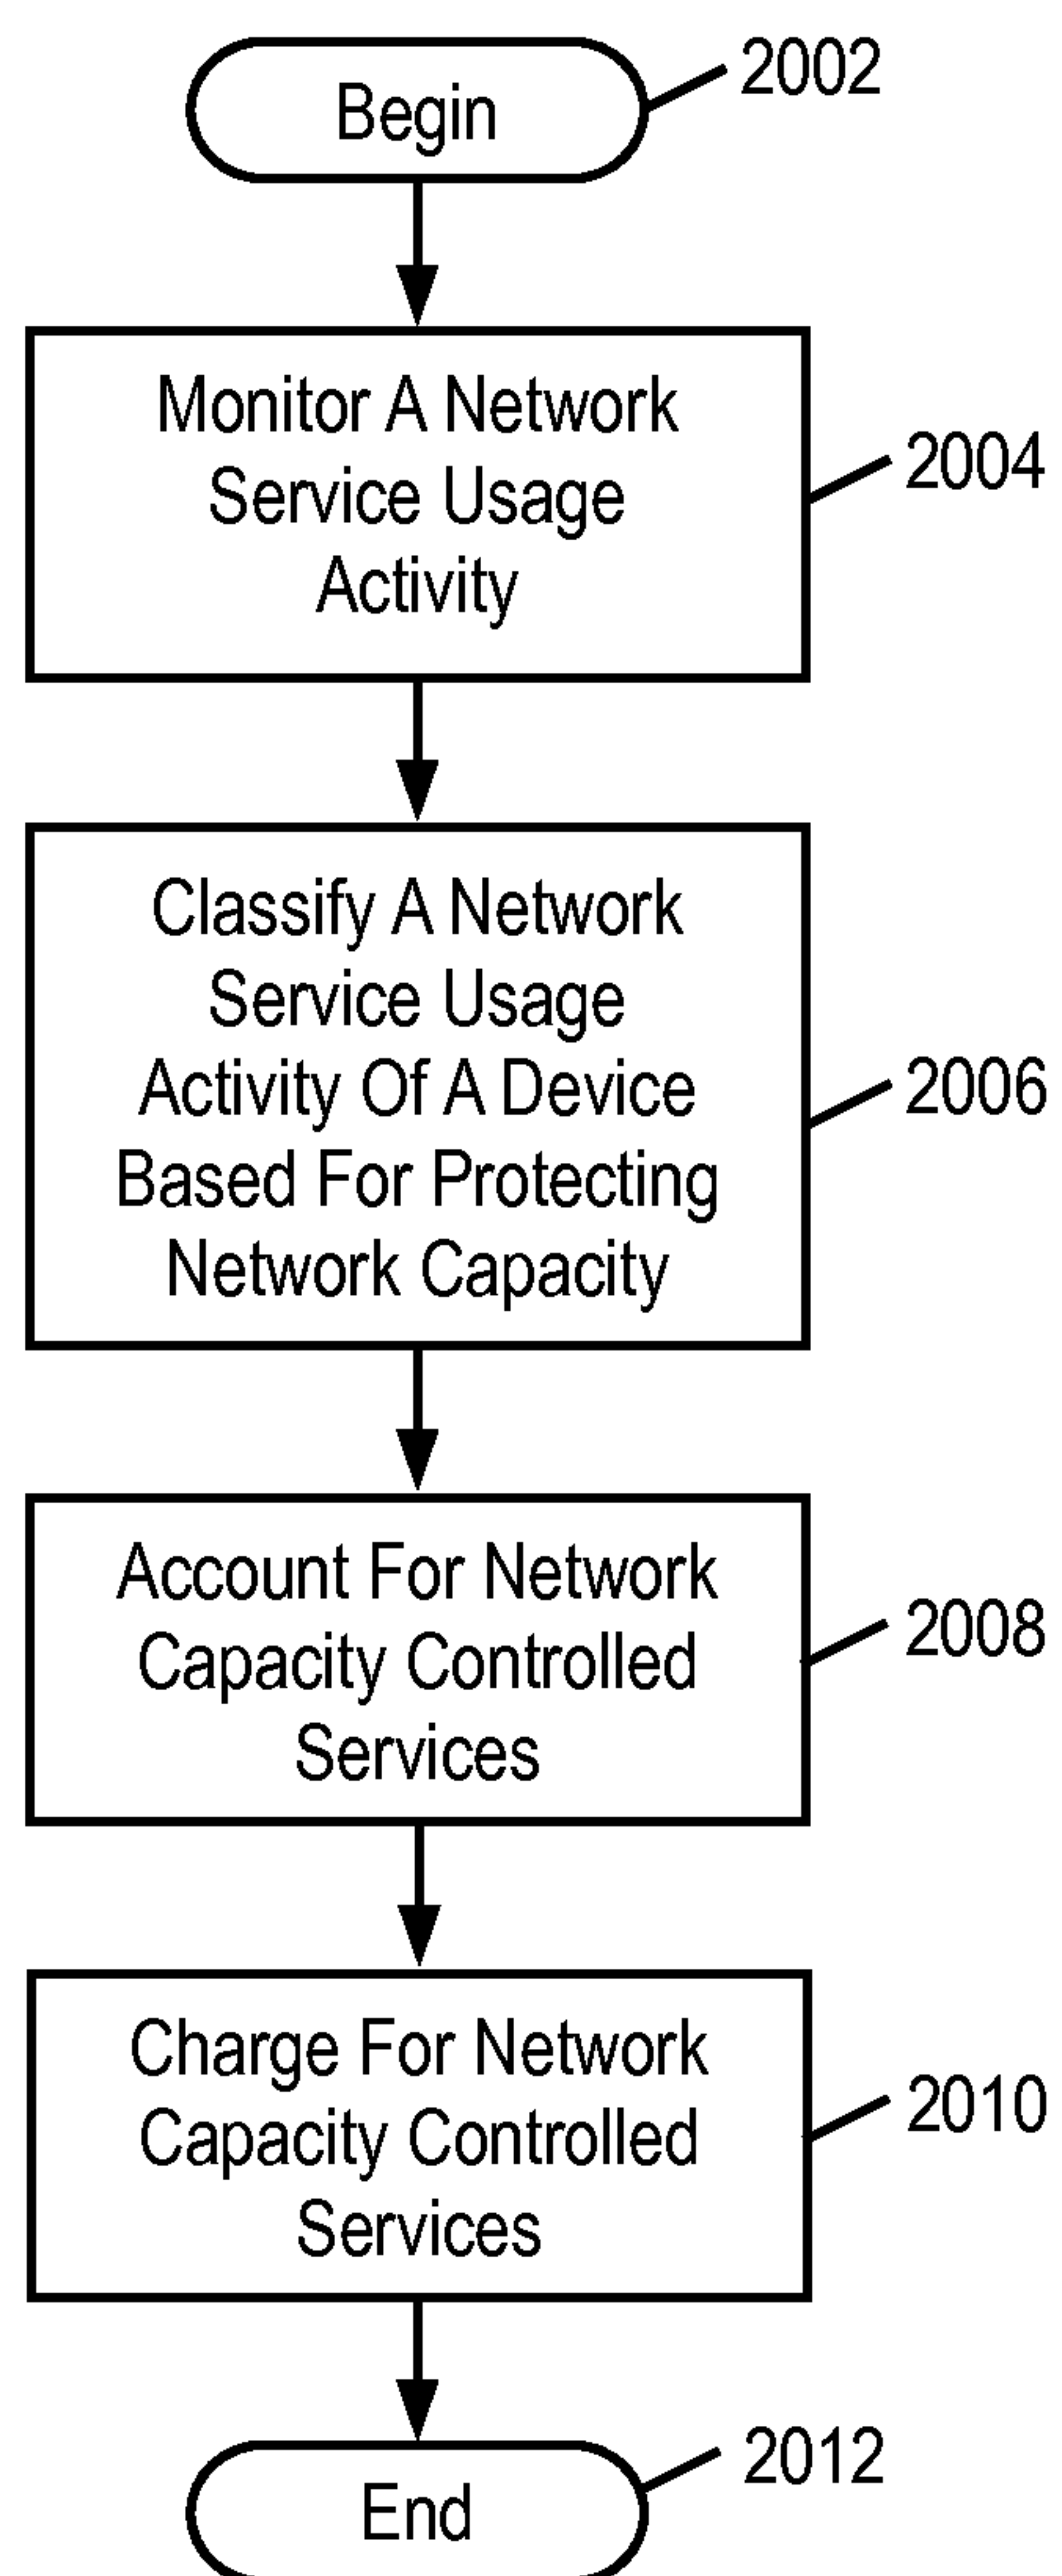 Begin
2002
Monitor A Network
Service Usage
Activity
2004
Classify A Network
Service Usage
Activity Of A Device
Based For Protecting
Network Capacity
2006
Account For Network
Capacity Controlled
Services
2008
Charge For Network
Capacity Controlled
Services
2010
End
2012